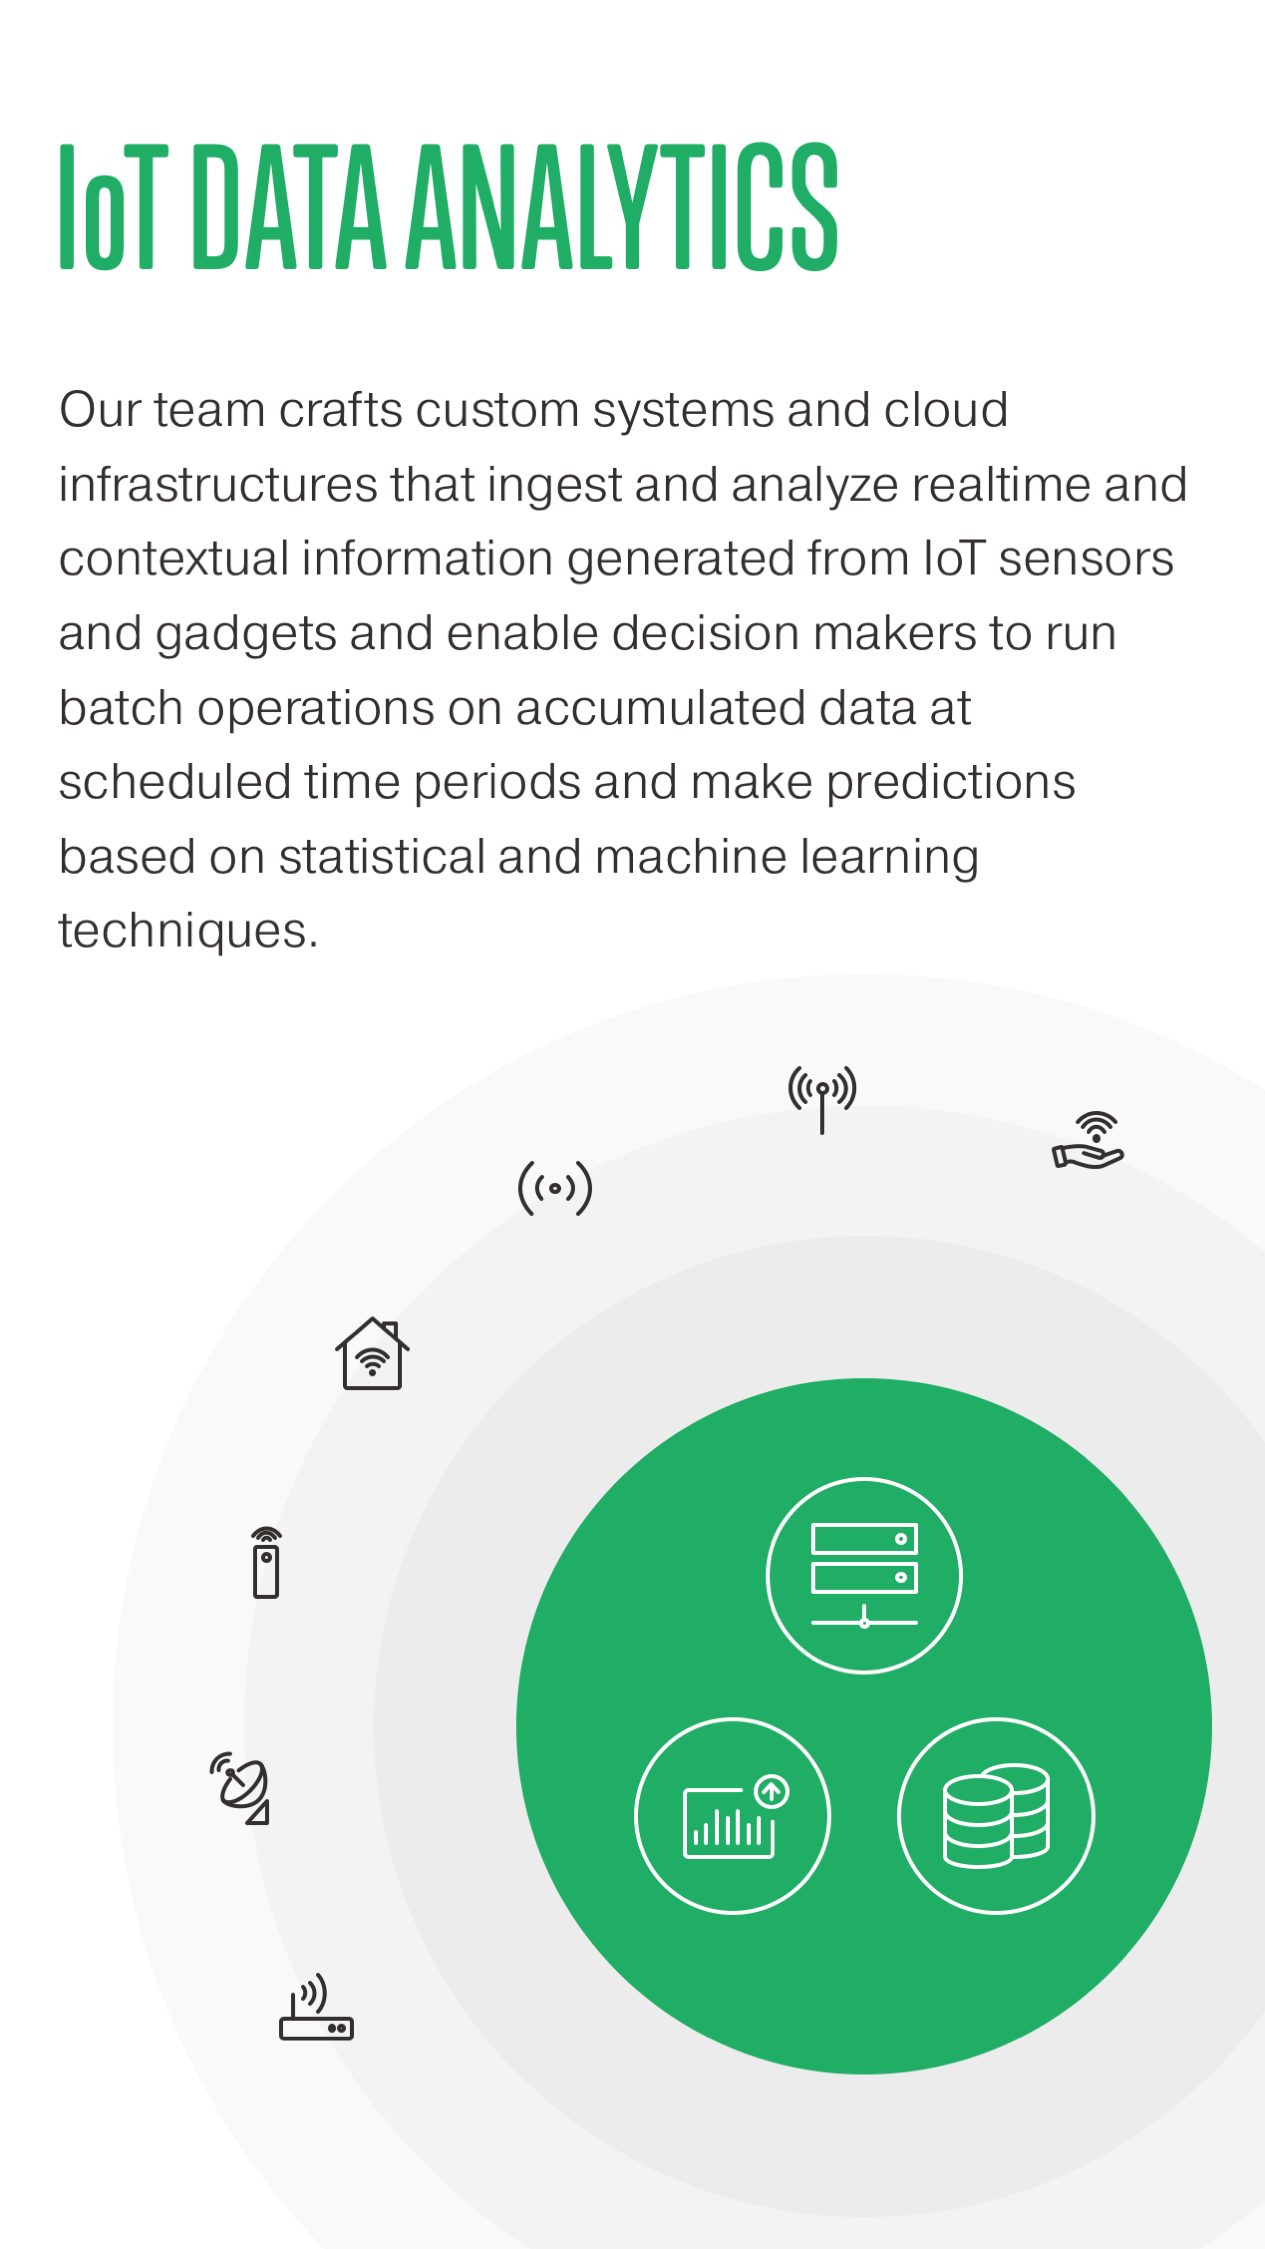 IoT DATA ANALYTICS
Our team crafts custom systems and cloud
infrastructures that ingest and analyze realtime and
contextual information generated from IoT sensors
and gadgets and enable decision makers to run
batch operations on accumulated data at
scheduled time periods and make predictions
based on statistical and machine learning
techniques.